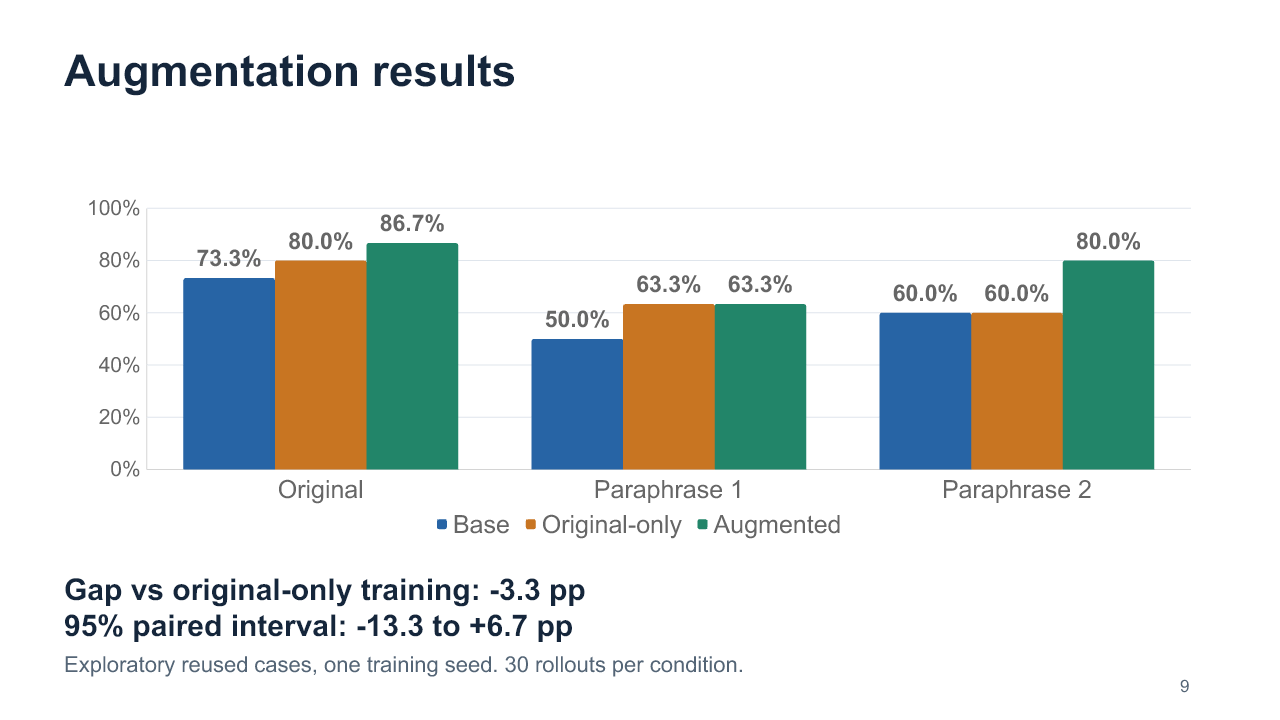 Augmentation results
100%
80%
60%
40%
20%
0%
73.3%
80.0%
86.7%
50.0%
63.3%
63.3%
60.0%
60.0%
80.0%
Original
Paraphrase 1
Paraphrase 2
Base
Original-only
Augmented
Gap vs original-only training: -3.3 pp
95% paired interval: -13.3 to +6.7 pp
Exploratory reused cases, one training seed. 30 rollouts per condition.
9